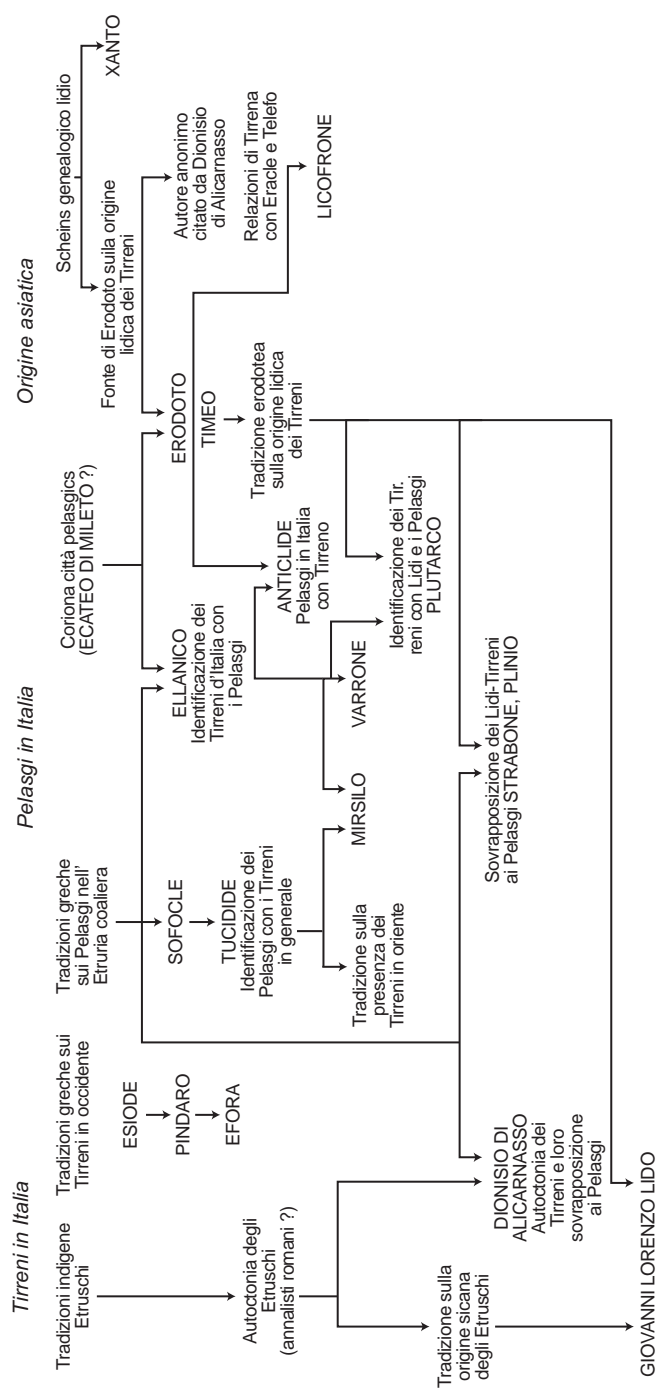 Tirreni in Italia
Pelasgi in Italia
Origine asiatica
Tradizioni indigene
Etruschi
Tradizioni greche sui
Tirreni in occidente
Tradizioni greche
sui Pelasgi nell’
Etruria coaliera
Coriona città pelasgics
(ECATEO DI MILETO ?)
Scheins genealogico lidio
Fonte di Erodoto sulla origine
lidica dei Tirreni
XANTO
ESIODE
PINDARO
EFORA
SOFOCLE
ELLANICO
Identificazione dei
Tirreni d’Italia con
i Pelasgi
ERODOTO
TIMEO
Autore anonimo
citato da Dionisio
di Alicarnasso
Relazioni di Tirrena
con Eracle e Telefo
LICOFRONE
Autoctonia degli
Etruschi
(annalisti romani ?)
TUCIDIDE
Identificazione dei
Pelasgi con i Tirreni
in generale
ANTICLIDE
Pelasgi in Italia
con Tirreno
Tradizione erodotea
sulla origine lidica
dei Tirreni
Tradizione sulla
presenza dei
Tirreni in oriente
MIRSILO
VARRONE
Identificazione dei Tir.
reni con Lidi e i Pelasgi
PLUTARCO
Tradizione sulla
origine sicana
degli Etruschi
DIONISIO DI
ALICARNASSO
Autoctonia dei
Tirreni e loro
sovrapposizione
ai Pelasgi
Sovrapposizione dei Lidi-Tirreni
ai Pelasgi STRABONE, PLINIO
GIOVANNI LORENZO LIDO